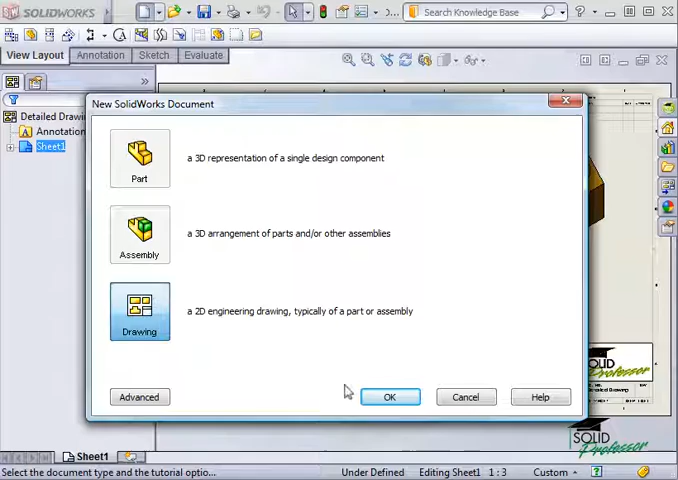 SOLIDWORKS
Search Knowledge Base
View Layout
Annotation
Sketch
Evaluate
New SolidWorks Document
Detailed Drawi
Annotation
Sheet1
Part
a 3D representation of a single design component
Assembly
a 3D arrangement of parts and/or other assemblies
Drawing
a 2D engineering drawing, typically of a part or assembly
Advanced
OK
Cancel
Help
SOLID
Professor
SOLID
Professor
Sheet1
Select the document type and the tutorial optio...
Under Defined
Editing Sheet1
1 : 3
Custom